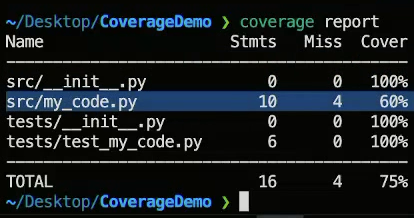 ~/Desktop/CoverageDemo ❯ coverage report
Name Stmts Miss Cover
src/__init__.py 0 0 100%
src/my_code.py 10 4 60%
tests/__init__.py 0 0 100%
tests/test_my_code.py 6 0 100%
TOTAL 16 4 75%
~/Desktop/CoverageDemo ❯